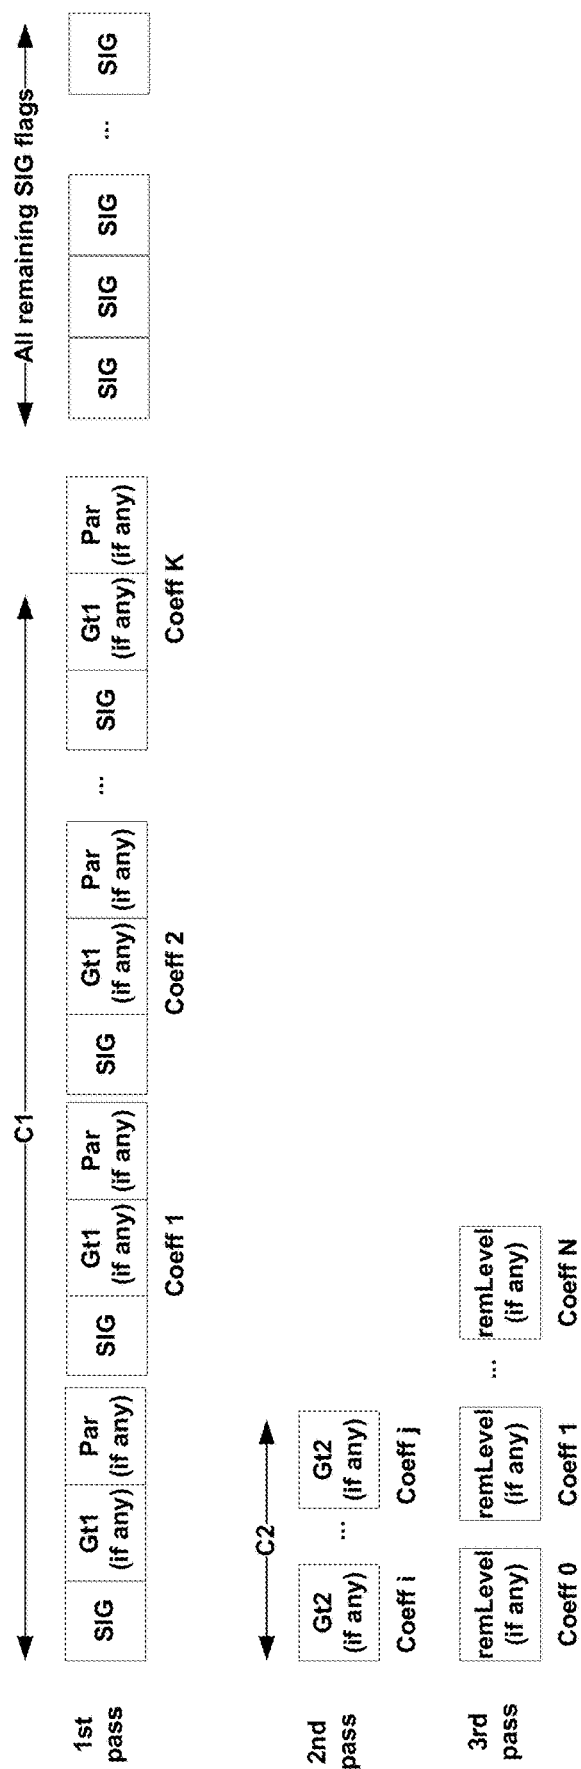 C1
All remaining SIG flags
1st
pass
SIG
Gt1
(if any)
Par
(if any)
SIG
Gt1
(if any)
Par
(if any)
SIG
Gt1
(if any)
Par
(if any)
...
SIG
Gt1
(if any)
Par
(if any)
SIG
SIG
SIG
...
SIG
Coeff 1
Coeff 2
Coeff K
C2
2nd
pass
Gt2
(if any)
...
Gt2
(if any)
Coeff i
Coeff j
3rd
pass
remLevel
(if any)
remLevel
(if any)
...
remLevel
(if any)
Coeff 0
Coeff 1
Coeff N